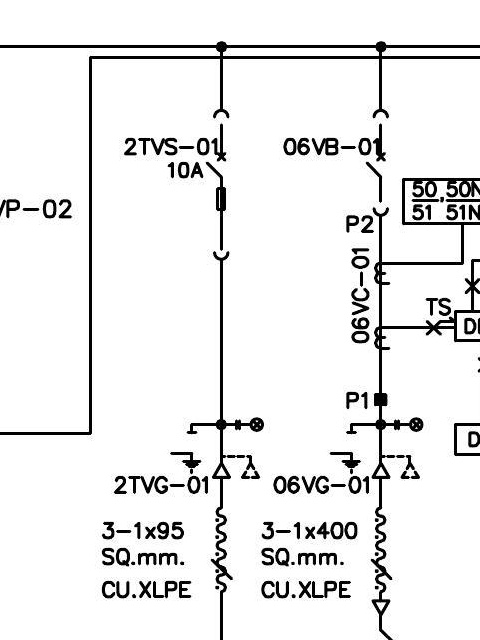 2TVS-01
10A
06VB-01
50, 50N
51 51N
VP-02
P2
06VC-01
TS
P1
2TVG-01
06VG-01
3-1x95
SQ.mm.
CU.XLPE
3-1x400
SQ.mm.
CU.XLPE